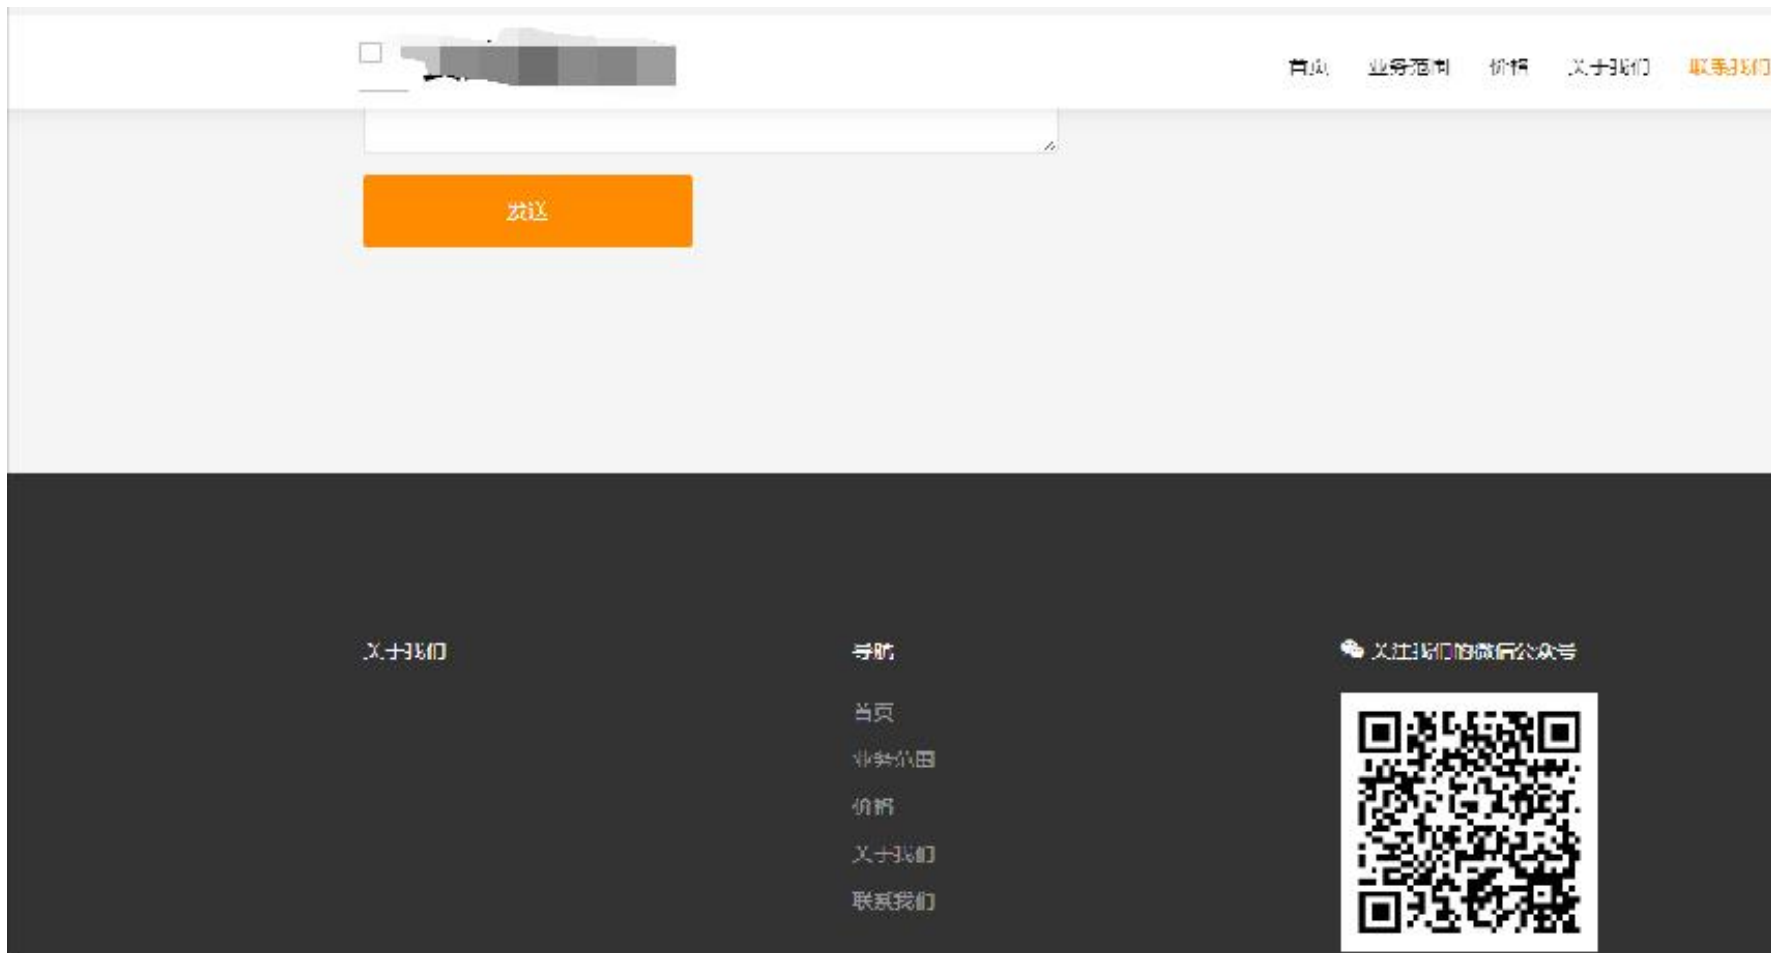 首页 业务范围 价格 关于我们 联系我们
发送
关于我们
导航
首页
业务范围
价格
关于我们
联系我们
关注我们的微信公众号